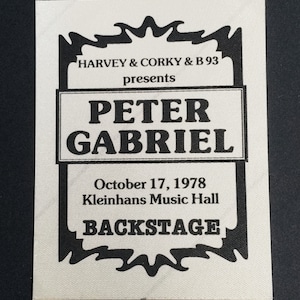 HARVEY & CORKY & B 93
presents
PETER
GABRIEL
October 17, 1978
Kleinhans Music Hall
BACKSTAGE